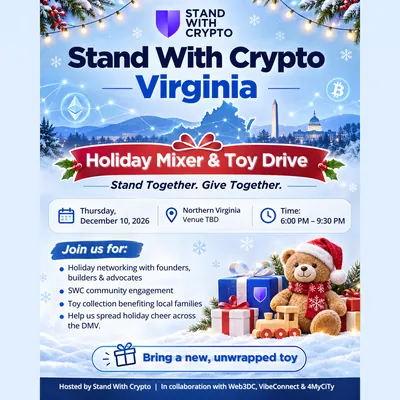 STAND
WITH
CRYPTO
Stand With Crypto
Virginia
Holiday Mixer & Toy Drive
Stand Together. Give Together.
Thursday,
December 10, 2026
Northern Virginia
Venue TBD
Time:
6:00 PM – 9:30 PM
Join us for:
• Holiday networking with founders,
builders & advocates
• SWC community engagement
• Toy collection benefiting local families
• Help us spread holiday cheer across
the DMV.
Bring a new, unwrapped toy
Hosted by Stand With Crypto | In collaboration with Web3DC, VibeConnect & 4MyCITy